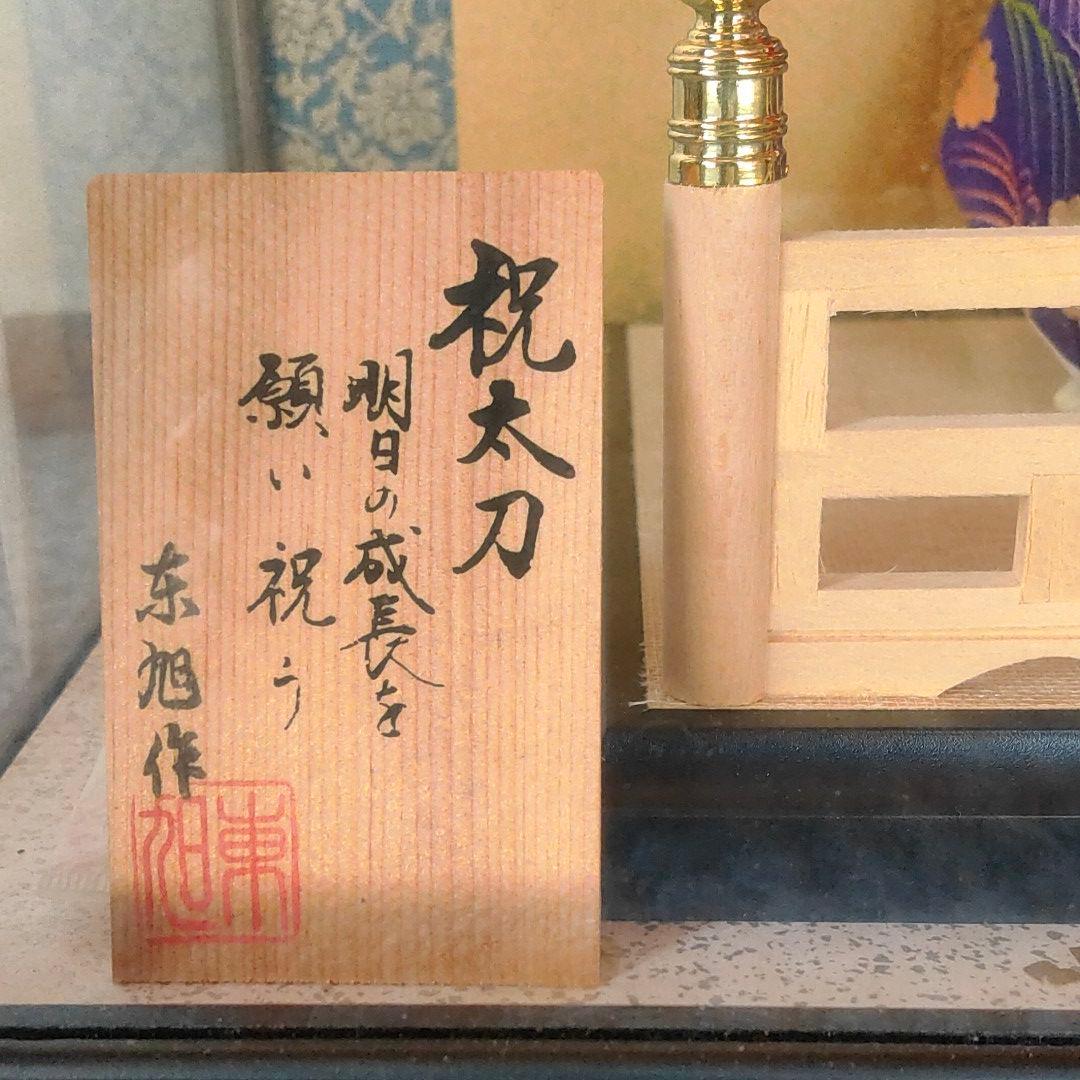 祝太刀
明日の成長を
願い祝う
东旭作
東旭